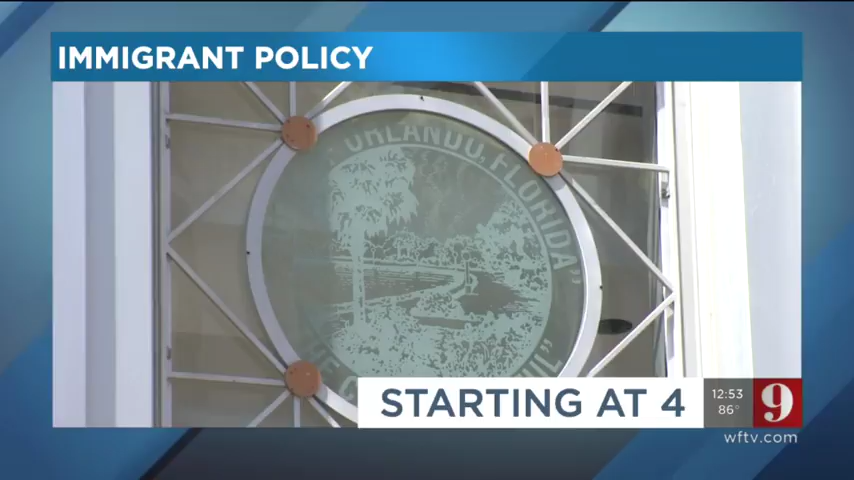 IMMIGRANT POLICY
ORLANDO, FLORIDA"
STARTING AT 4
12:53
86°
9
wftv.com